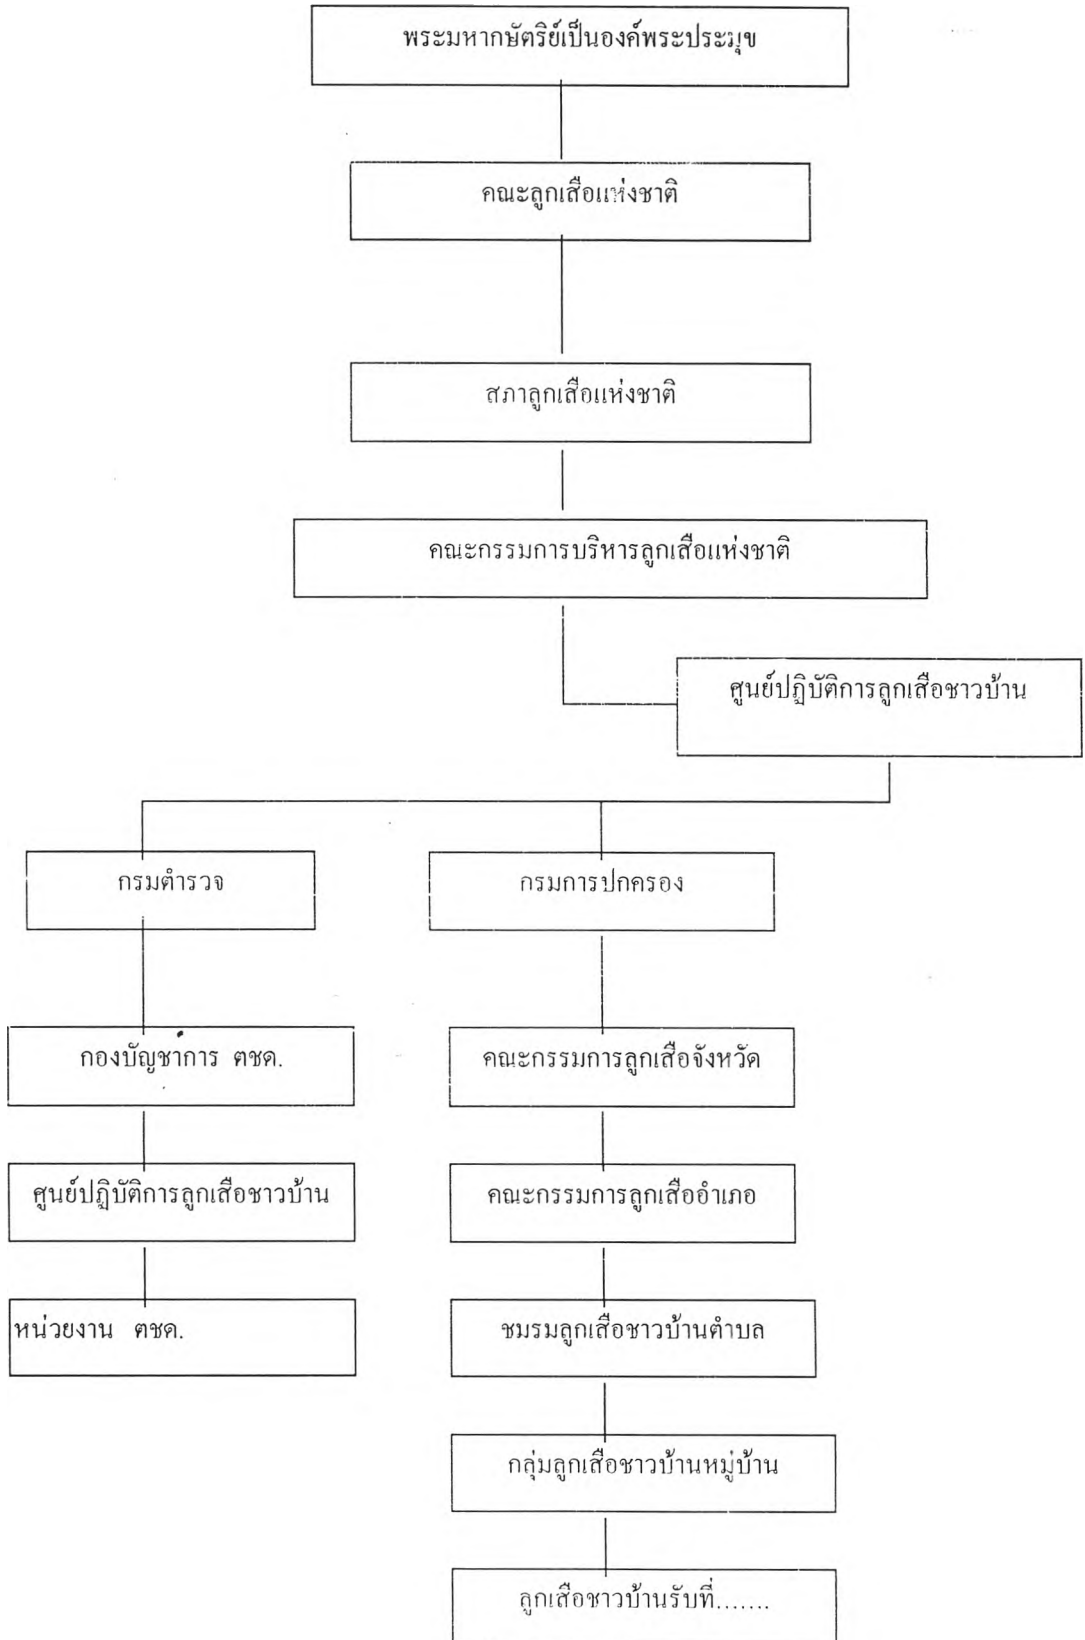 พระมหากษัตริย์เป็นองค์พระประมุข
คณะลูกเสือแห่งชาติ
สภาลูกเสือแห่งชาติ
คณะกรรมการบริหารลูกเสือแห่งชาติ
ศูนย์ปฏิบัติการลูกเสือชาวบ้าน
กรมตำรวจ
กรมการปกครอง
กองบัญชาการ ตชด.
คณะกรรมการลูกเสือจังหวัด
ศูนย์ปฏิบัติการลูกเสือชาวบ้าน
คณะกรรมการลูกเสืออำเภอ
หน่วยงาน ตชด.
ชมรมลูกเสือชาวบ้านตำบล
กลุ่มลูกเสือชาวบ้านหมู่บ้าน
ลูกเสือชาวบ้านรับที่.......